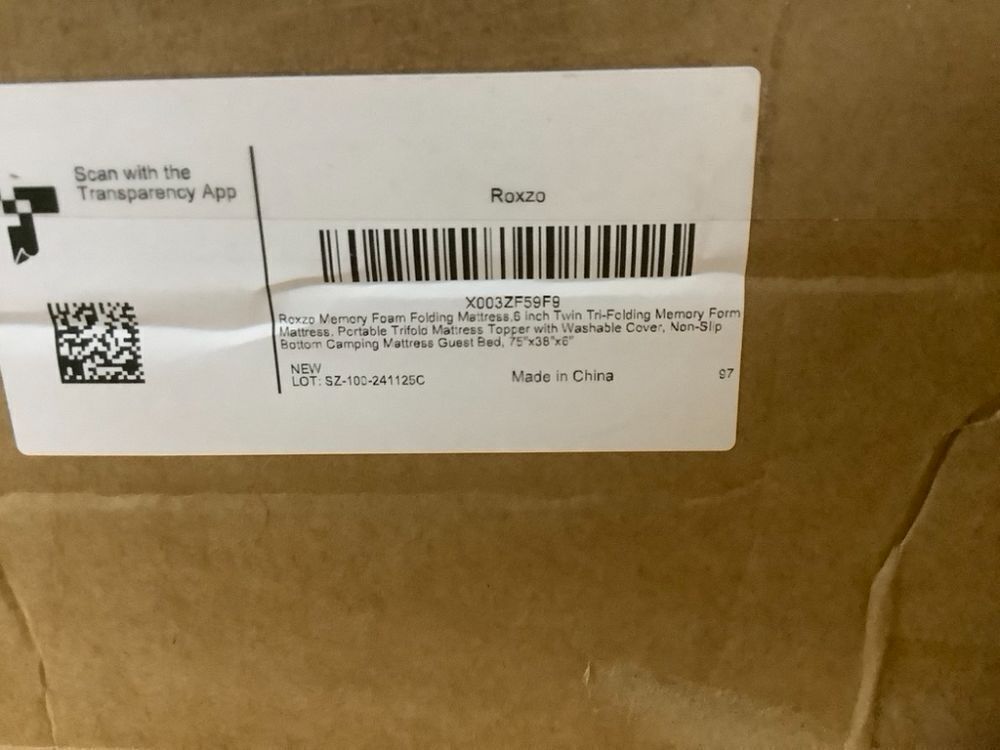 Scan with the
Transparency App
Roxzo
X003ZF59F9
Roxzo Memory Foam Folding Mattress,6 inch Twin Tri-Folding Memory Form
Mattress, Portable Trifold Mattress Topper with Washable Cover, Non-Slip
Bottom Camping Mattress Guest Bed, 75"x38"x6"
NEW
LOT: SZ-100-241125C
Made in China
97